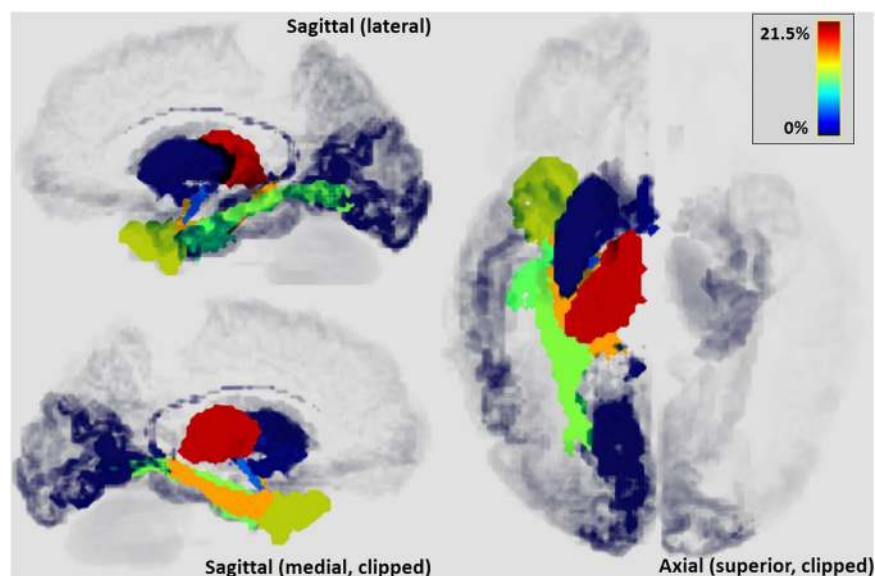 Sagittal (lateral)
21.5%
0%
Sagittal (medial, clipped)
Axial (superior, clipped)